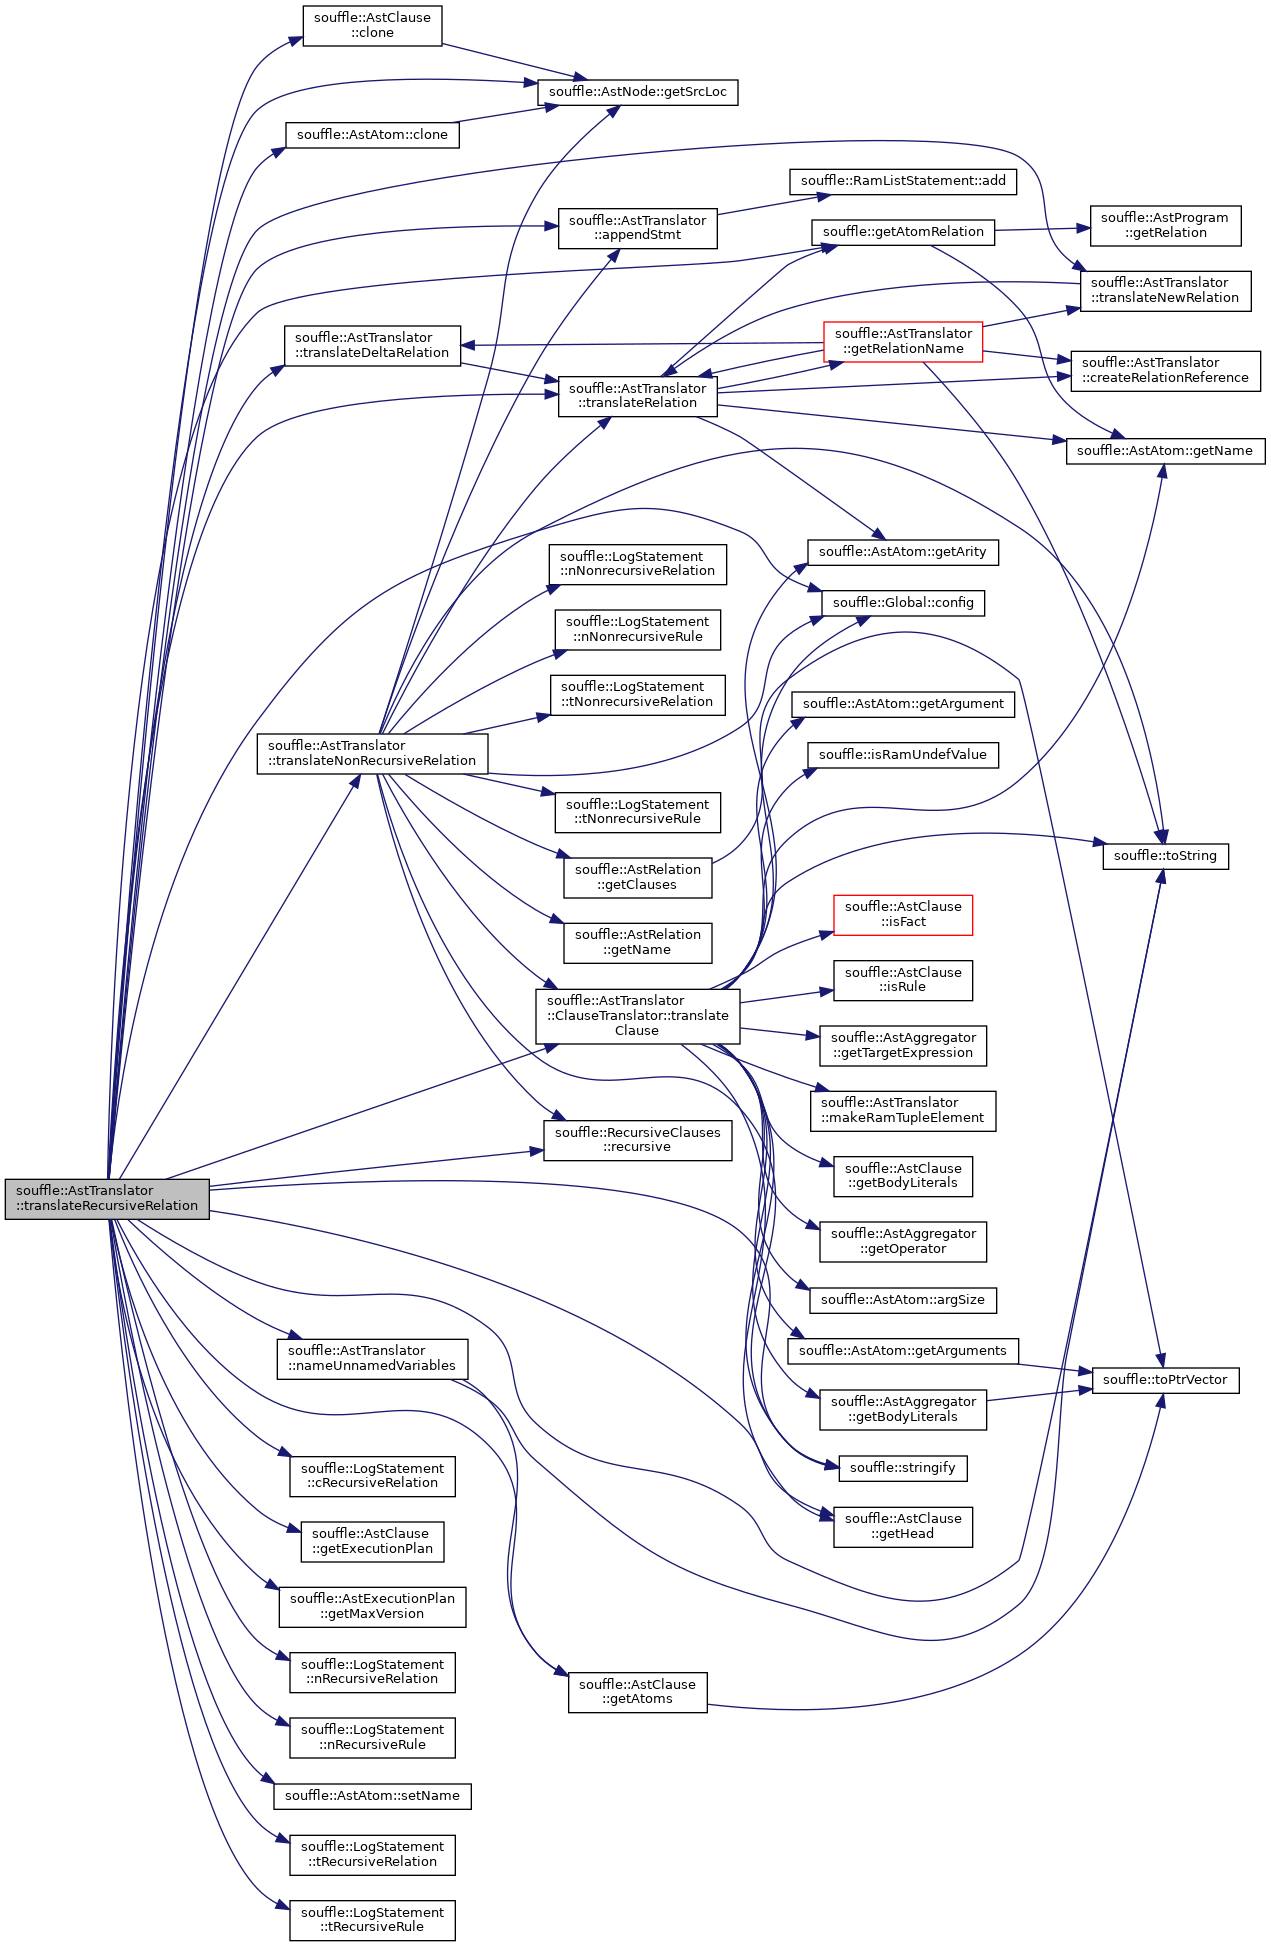 souffle::AstClause
::clone
souffle::AstNode::getSrcLoc
souffle::AstAtom::clone
souffle::RamListStatement::add
souffle::AstTranslator
::appendStmt
souffle::getAtomRelation
souffle::AstProgram
::getRelation
souffle::AstTranslator
::translateNewRelation
souffle::AstTranslator
::translateDeltaRelation
souffle::AstTranslator
::getRelationName
souffle::AstTranslator
::createRelationReference
souffle::AstTranslator
::translateRelation
souffle::AstAtom::getName
souffle::AstAtom::getArity
souffle::LogStatement
::nNonrecursiveRelation
souffle::Global::config
souffle::LogStatement
::nNonrecursiveRule
souffle::LogStatement
::tNonrecursiveRelation
souffle::AstAtom::getArgument
souffle::AstTranslator
::translateNonRecursiveRelation
souffle::isRamUndefValue
souffle::LogStatement
::tNonrecursiveRule
souffle::toString
souffle::AstRelation
::getClauses
souffle::AstClause
::isFact
souffle::AstRelation
::getName
souffle::AstClause
::isRule
souffle::AstTranslator
::ClauseTranslator::translate
Clause
souffle::AstAggregator
::getTargetExpression
souffle::AstTranslator
::makeRamTupleElement
souffle::RecursiveClauses
::recursive
souffle::AstClause
::getBodyLiterals
souffle::AstTranslator
::translateRecursiveRelation
souffle::AstAggregator
::getOperator
souffle::AstAtom::argSize
souffle::AstTranslator
::nameUnnamedVariables
souffle::AstAtom::getArguments
souffle::toPtrVector
souffle::AstAggregator
::getBodyLiterals
souffle::LogStatement
::cRecursiveRelation
souffle::stringify
souffle::AstClause
::getHead
souffle::AstClause
::getExecutionPlan
souffle::AstExecutionPlan
::getMaxVersion
souffle::LogStatement
::nRecursiveRelation
souffle::AstClause
::getAtoms
souffle::LogStatement
::nRecursiveRule
souffle::AstAtom::setName
souffle::LogStatement
::tRecursiveRelation
souffle::LogStatement
::tRecursiveRule